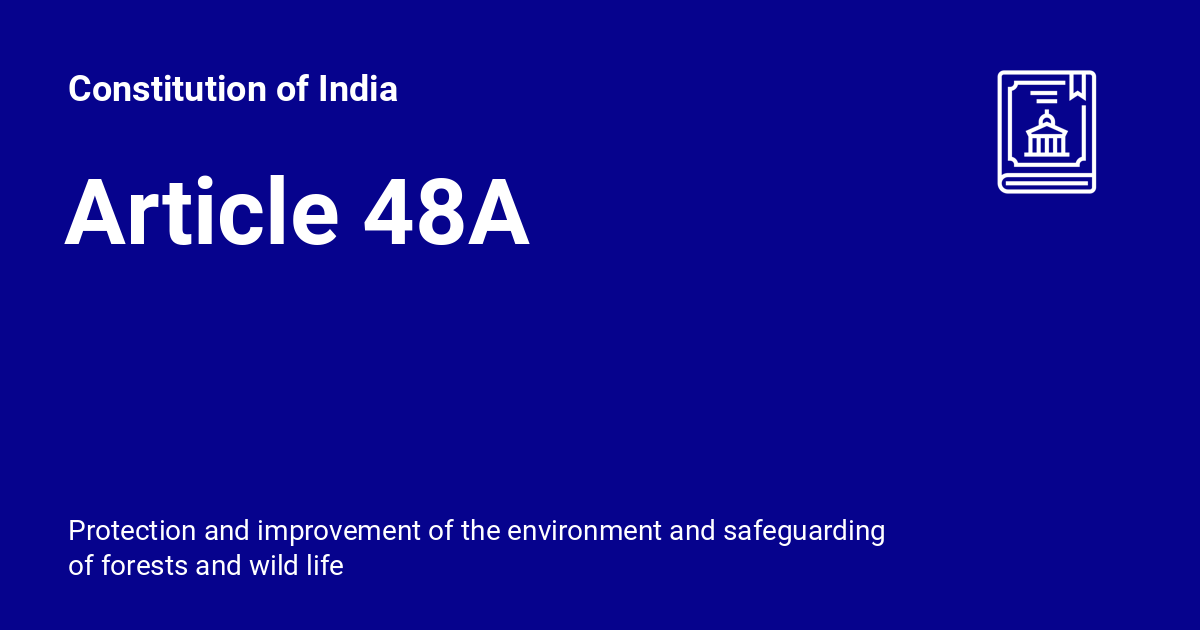 Constitution of India
Article 48A
Protection and improvement of the environment and safeguarding
of forests and wild life